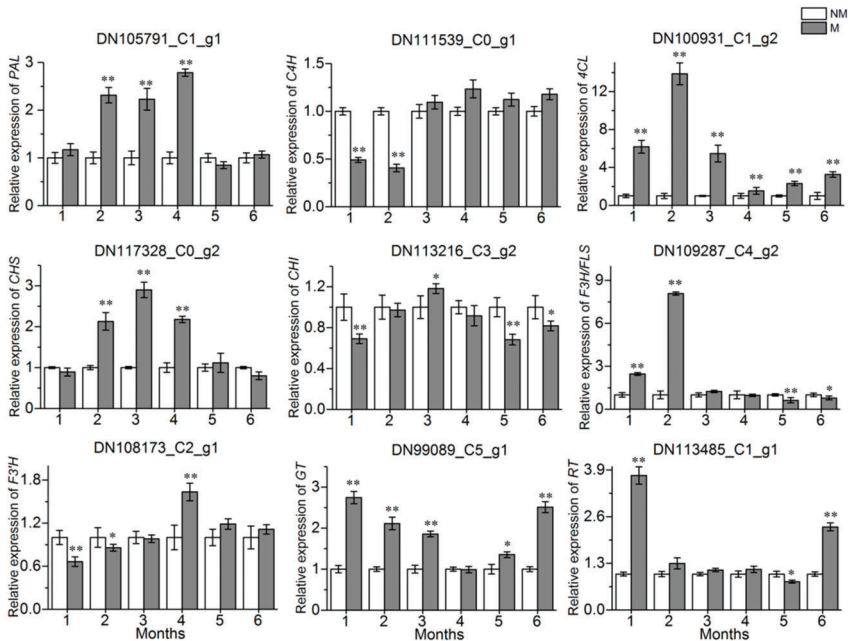 NM
M
DN105791_C1_g1
Relative expression of PAL
3
2
1
0
1 2 3 4 5 6
** ** **
DN111539_C0_g1
Relative expression of C4H
1.5
1.0
0.5
0.0
1 2 3 4 5 6
** **
DN100931_C1_g2
Relative expression of 4CL
12
8
4
0
1 2 3 4 5 6
** ** ** ** ** **
DN117328_C0_g2
Relative expression of CHS
3
2
1
0
1 2 3 4 5 6
** ** **
DN113216_C3_g2
Relative expression of CHI
1.2
0.8
0.4
0.0
1 2 3 4 5 6
** * ** *
DN109287_C4_g2
Relative expression of F3H/FLS
9
6
3
0
1 2 3 4 5 6
** ** ** *
DN108173_C2_g1
Relative expression of F3'H
1.8
1.2
0.6
0.0
1 2 3 4 5 6
** * **
Months
DN99089_C5_g1
Relative expression of GT
3
2
1
0
1 2 3 4 5 6
** ** ** * **
Months
DN113485_C1_g1
Relative expression of RT
3.9
2.6
1.3
0.0
1 2 3 4 5 6
** * **
Months